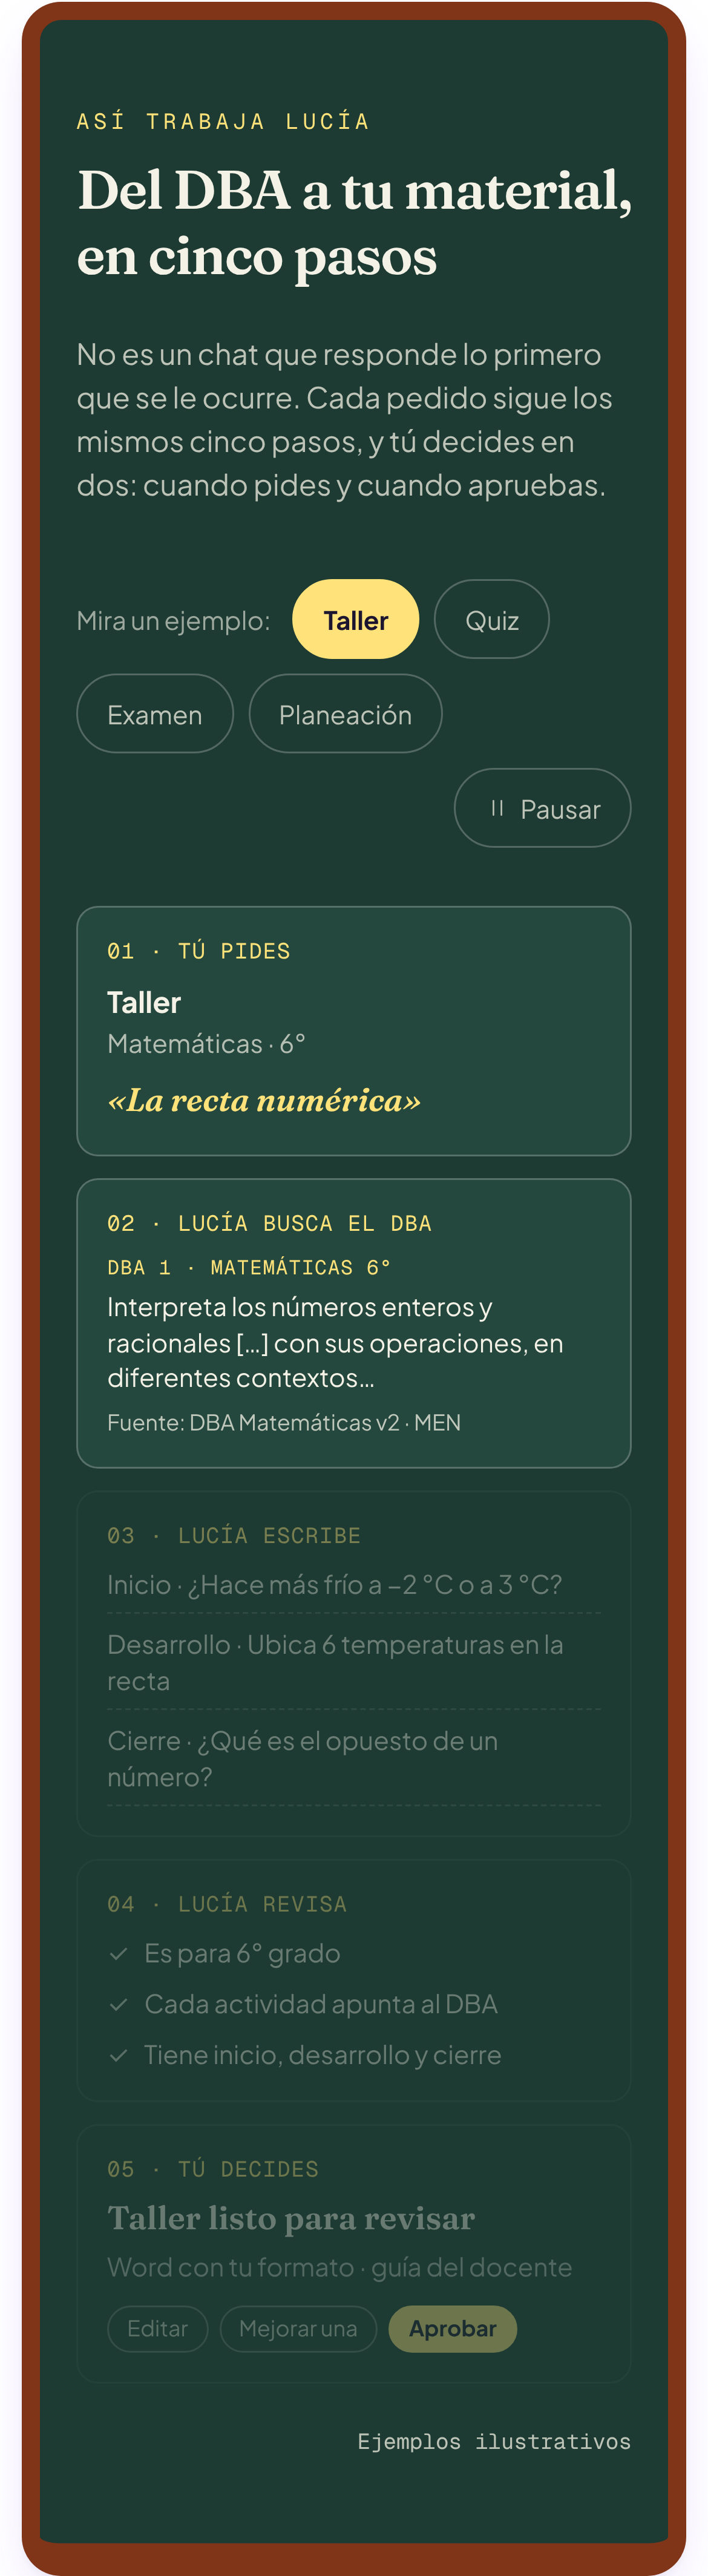 ASÍ TRABAJA LUCÍA
Del DBA a tu material,
en cinco pasos
No es un chat que responde lo primero
que se le ocurre. Cada pedido sigue los
mismos cinco pasos, y tú decides en
dos: cuando pides y cuando apruebas.
Mira un ejemplo: Taller Quiz
Examen Planeación
Pausar
01 · TÚ PIDES
Taller
Matemáticas · 6°
«La recta numérica»
02 · LUCÍA BUSCA EL DBA
DBA 1 · MATEMÁTICAS 6°
Interpreta los números enteros y
racionales [...] con sus operaciones, en
diferentes contextos...
Fuente: DBA Matemáticas v2 · MEN
03 · LUCÍA ESCRIBE
Inicio · ¿Hace más frío a −2 °C o a 3 °C?
Desarrollo · Ubica 6 temperaturas en la
recta
Cierre · ¿Qué es el opuesto de un
número?
04 · LUCÍA REVISA
✓ Es para 6° grado
✓ Cada actividad apunta al DBA
✓ Tiene inicio, desarrollo y cierre
05 · TÚ DECIDES
Taller listo para revisar
Word con tu formato · guía del docente
Editar Mejorar una Aprobar
Ejemplos ilustrativos